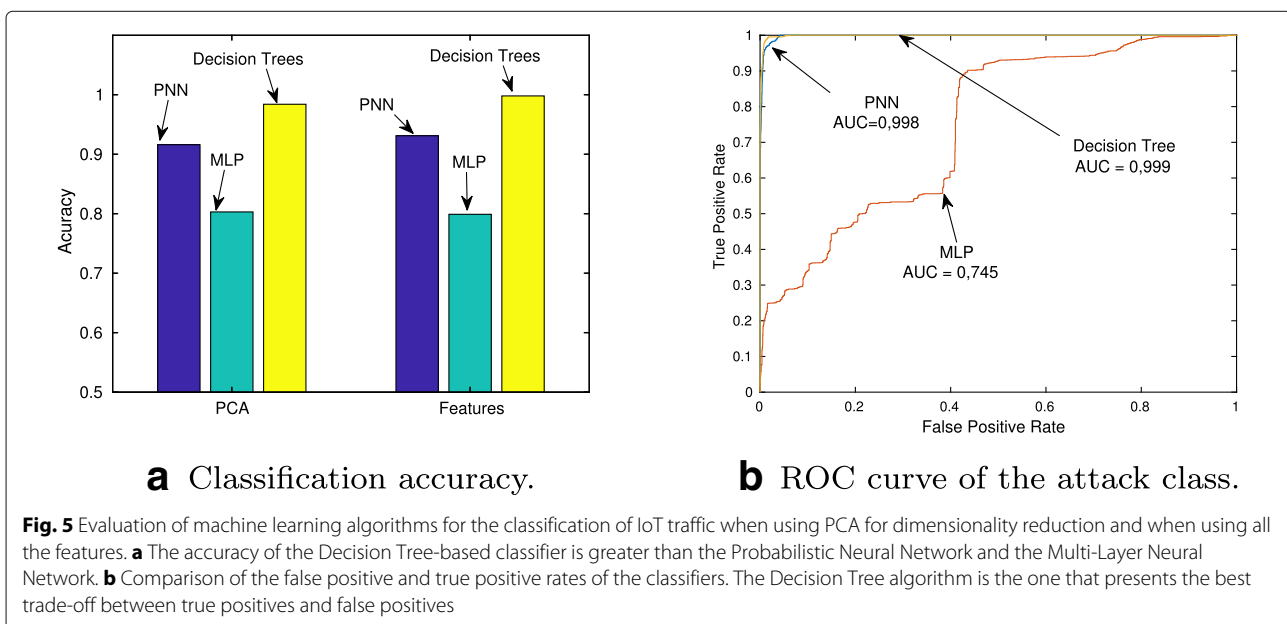 Decision Trees
PNN
MLP
Decision Trees
PNN
MLP
1
0.9
0.8
0.7
0.6
0.5
Acuracy
PCA
Features
a Classification accuracy.
1
0.9
0.8
0.7
0.6
0.5
0.4
0.3
0.2
0.1
0
True Positive Rate
PNN
AUC=0,998
Decision Tree
AUC = 0,999
MLP
AUC = 0,745
0
0.2
0.4
0.6
0.8
1
False Positive Rate
b ROC curve of the attack class.
Fig. 5 Evaluation of machine learning algorithms for the classification of IoT traffic when using PCA for dimensionality reduction and when using all
the features. a The accuracy of the Decision Tree-based classifier is greater than the Probabilistic Neural Network and the Multi-Layer Neural
Network. b Comparison of the false positive and true positive rates of the classifiers. The Decision Tree algorithm is the one that presents the best
trade-off between true positives and false positives